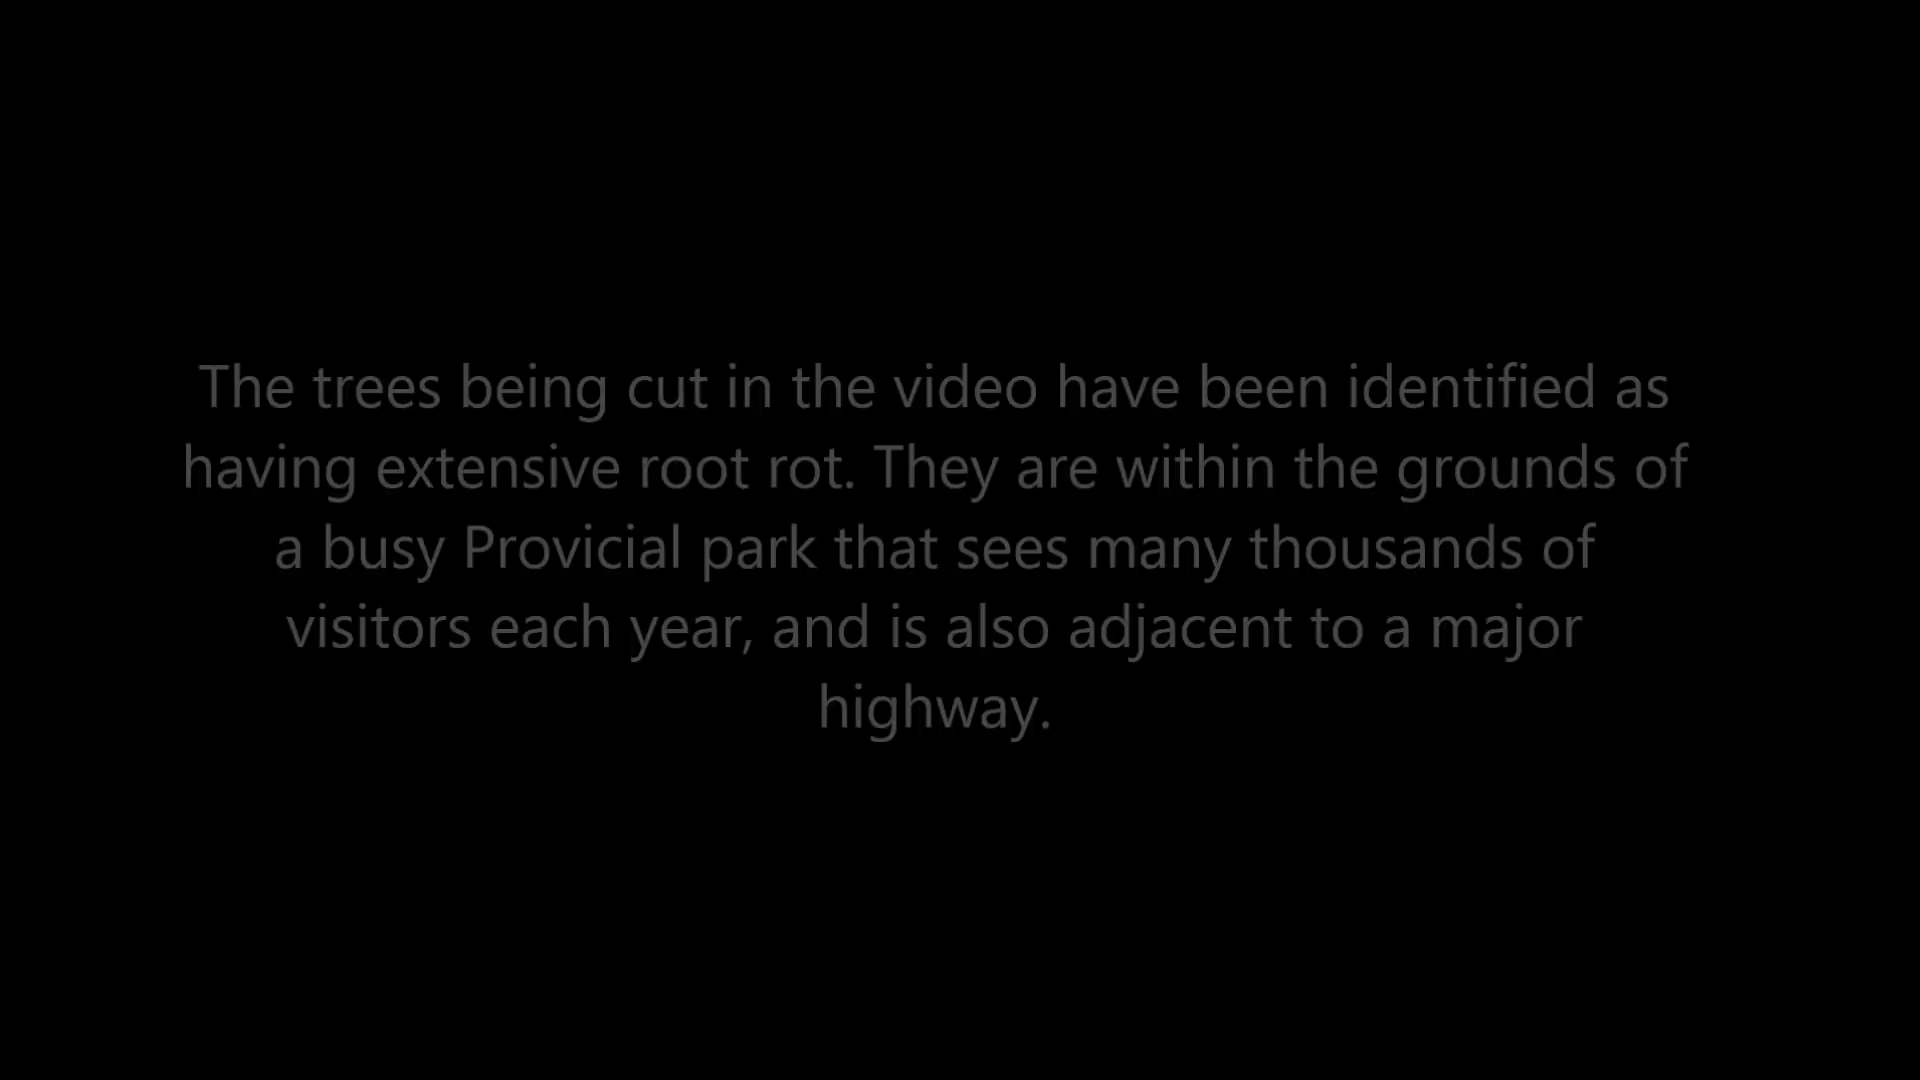 The trees being cut in the video have been identified as
having extensive root rot. They are within the grounds of
a busy Provicial park that sees many thousands of
visitors each year, and is also adjacent to a major
highway.